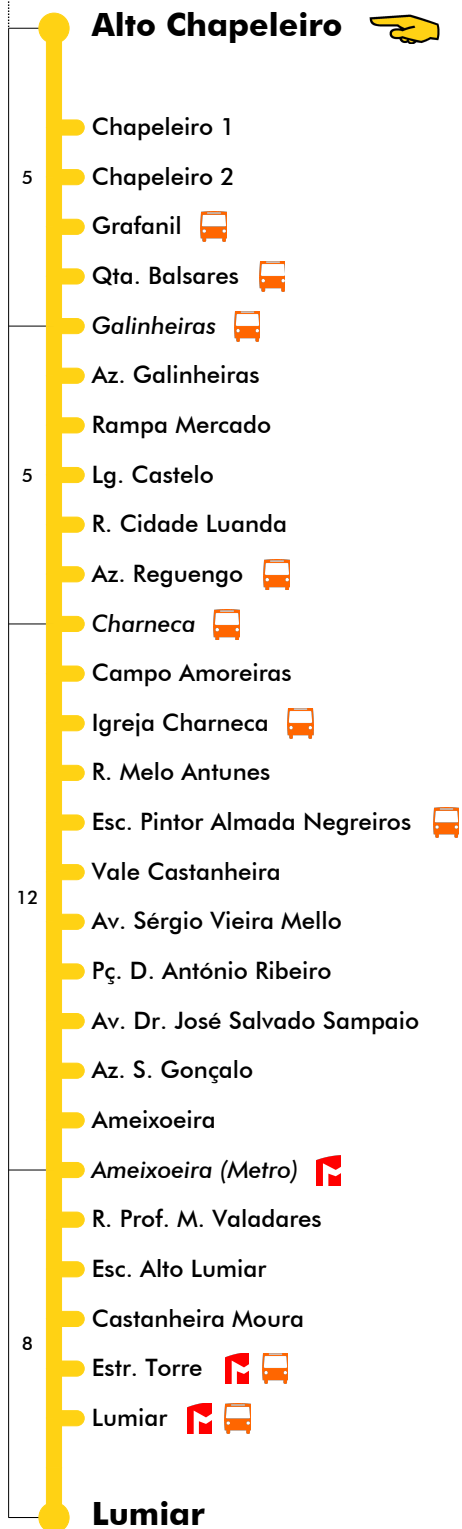 Alto Chapeleiro
Chapeleiro 1
5
Chapeleiro 2
Grafanil
Qta. Balsares
Galinheiras
Az. Galinheiras
Rampa Mercado
5
Lg. Castelo
R. Cidade Luanda
Az. Reguengo
Charneca
Campo Amoreiras
Igreja Charneca
R. Melo Antunes
Esc. Pintor Almada Negreiros
Vale Castanheira
12
Av. Sérgio Vieira Mello
Pç. D. António Ribeiro
Av. Dr. José Salvado Sampaio
Az. S. Gonçalo
Ameixoeira
Ameixoeira (Metro)
R. Prof. M. Valadares
Esc. Alto Lumiar
Castanheira Moura
8
Estr. Torre
Lumiar
Lumiar